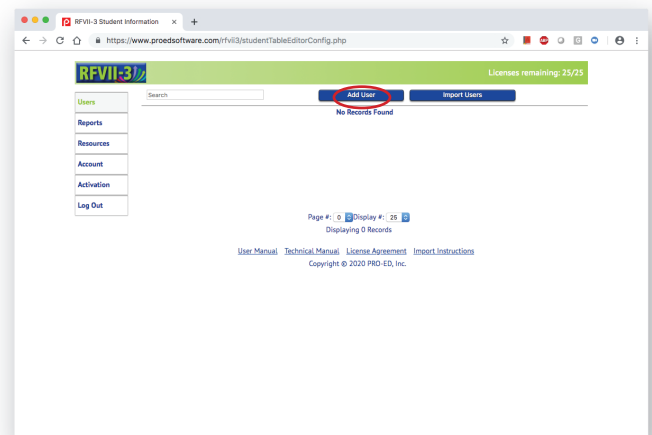 RFVII-3 Student Information
https://www.proedsoftware.com/rfvii3/studentTableEditorConfig.php
ABP
G
RFVII-3
Licenses remaining: 25/25
Users
Search
Add User
Import Users
No Records Found
Reports
Resources
Account
Activation
Log Out
Page #: 0 Display #: 25
Displaying 0 Records
User Manual Technical Manual License Agreement Import Instructions
Copyright © 2020 PRO-ED, Inc.